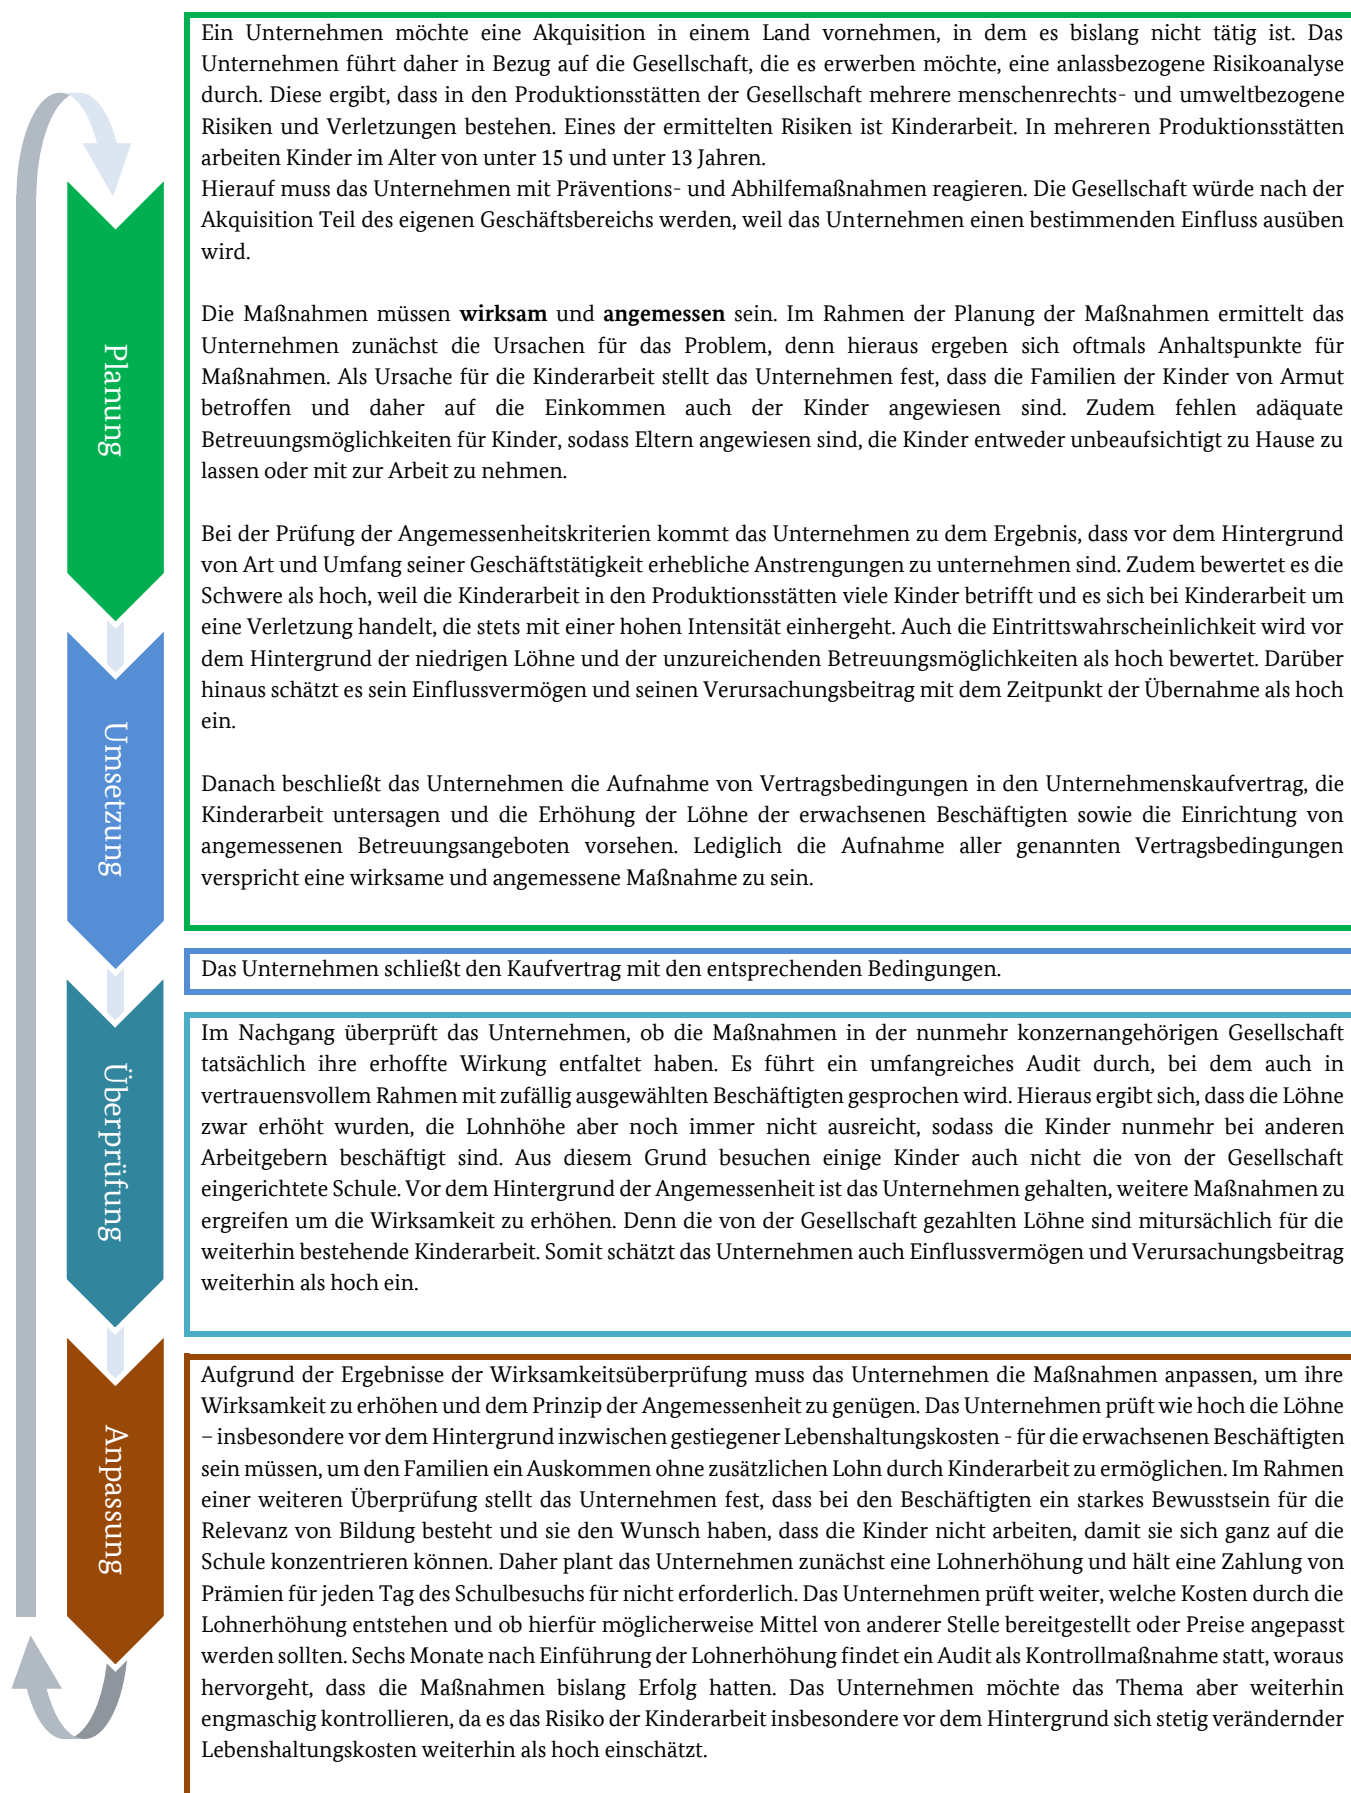 Ein Unternehmen möchte eine Akquisition in einem Land vornehmen, in dem es bislang nicht tätig ist. Das
Unternehmen führt daher in Bezug auf die Gesellschaft, die es erwerben möchte, eine anlassbezogene Risikoanalyse
durch. Diese ergibt, dass in den Produktionsstätten der Gesellschaft mehrere menschenrechts- und umweltbezogene
Risiken und Verletzungen bestehen. Eines der ermittelten Risiken ist Kinderarbeit. In mehreren Produktionsstätten
arbeiten Kinder im Alter von unter 15 und unter 13 Jahren.
Hierauf muss das Unternehmen mit Präventions- und Abhilfemaßnahmen reagieren. Die Gesellschaft würde nach der
Akquisition Teil des eigenen Geschäftsbereichs werden, weil das Unternehmen einen bestimmenden Einfluss ausüben
wird.
Die Maßnahmen müssen wirksam und angemessen sein. Im Rahmen der Planung der Maßnahmen ermittelt das
Unternehmen zunächst die Ursachen für das Problem, denn hieraus ergeben sich oftmals Anhaltspunkte für
Maßnahmen. Als Ursache für die Kinderarbeit stellt das Unternehmen fest, dass die Familien der Kinder von Armut
betroffen und daher auf die Einkommen auch der Kinder angewiesen sind. Zudem fehlen adäquate
Betreuungsmöglichkeiten für Kinder, sodass Eltern angewiesen sind, die Kinder entweder unbeaufsichtigt zu Hause zu
lassen oder mit zur Arbeit zu nehmen.
Bei der Prüfung der Angemessenheitskriterien kommt das Unternehmen zu dem Ergebnis, dass vor dem Hintergrund
von Art und Umfang seiner Geschäftstätigkeit erhebliche Anstrengungen zu unternehmen sind. Zudem bewertet es die
Schwere als hoch, weil die Kinderarbeit in den Produktionsstätten viele Kinder betrifft und es sich bei Kinderarbeit um
eine Verletzung handelt, die stets mit einer hohen Intensität einhergeht. Auch die Eintrittswahrscheinlichkeit wird vor
dem Hintergrund der niedrigen Löhne und der unzureichenden Betreuungsmöglichkeiten als hoch bewertet. Darüber
hinaus schätzt es sein Einflussvermögen und seinen Verursachungsbeitrag mit dem Zeitpunkt der Übernahme als hoch
ein.
Danach beschließt das Unternehmen die Aufnahme von Vertragsbedingungen in den Unternehmenskaufvertrag, die
Kinderarbeit untersagen und die Erhöhung der Löhne der erwachsenen Beschäftigten sowie die Einrichtung von
angemessenen Betreuungsangeboten vorsehen. Lediglich die Aufnahme aller genannten Vertragsbedingungen
verspricht eine wirksame und angemessene Maßnahme zu sein.
Planung
Das Unternehmen schließt den Kaufvertrag mit den entsprechenden Bedingungen.
Umsetzung
Im Nachgang überprüft das Unternehmen, ob die Maßnahmen in der nunmehr konzernangehörigen Gesellschaft
tatsächlich ihre erhoffte Wirkung entfaltet haben. Es führt ein umfangreiches Audit durch, bei dem auch in
vertrauensvollem Rahmen mit zufällig ausgewählten Beschäftigten gesprochen wird. Hieraus ergibt sich, dass die Löhne
zwar erhöht wurden, die Lohnhöhe aber noch immer nicht ausreicht, sodass die Kinder nunmehr bei anderen
Arbeitgebern beschäftigt sind. Aus diesem Grund besuchen einige Kinder auch nicht die von der Gesellschaft
eingerichtete Schule. Vor dem Hintergrund der Angemessenheit ist das Unternehmen gehalten, weitere Maßnahmen zu
ergreifen um die Wirksamkeit zu erhöhen. Denn die von der Gesellschaft gezahlten Löhne sind mitursächlich für die
weiterhin bestehende Kinderarbeit. Somit schätzt das Unternehmen auch Einflussvermögen und Verursachungsbeitrag
weiterhin als hoch ein.
Überprüfung
Aufgrund der Ergebnisse der Wirksamkeitsüberprüfung muss das Unternehmen die Maßnahmen anpassen, um ihre
Wirksamkeit zu erhöhen und dem Prinzip der Angemessenheit zu genügen. Das Unternehmen prüft wie hoch die Löhne
– insbesondere vor dem Hintergrund inzwischen gestiegener Lebenshaltungskosten - für die erwachsenen Beschäftigten
sein müssen, um den Familien ein Auskommen ohne zusätzlichen Lohn durch Kinderarbeit zu ermöglichen. Im Rahmen
einer weiteren Überprüfung stellt das Unternehmen fest, dass bei den Beschäftigten ein starkes Bewusstsein für die
Relevanz von Bildung besteht und sie den Wunsch haben, dass die Kinder nicht arbeiten, damit sie sich ganz auf die
Schule konzentrieren können. Daher plant das Unternehmen zunächst eine Lohnerhöhung und hält eine Zahlung von
Prämien für jeden Tag des Schulbesuchs für nicht erforderlich. Das Unternehmen prüft weiter, welche Kosten durch die
Lohnerhöhung entstehen und ob hierfür möglicherweise Mittel von anderer Stelle bereitgestellt oder Preise angepasst
werden sollten. Sechs Monate nach Einführung der Lohnerhöhung findet ein Audit als Kontrollmaßnahme statt, woraus
hervorgeht, dass die Maßnahmen bislang Erfolg hatten. Das Unternehmen möchte das Thema aber weiterhin
engmaschig kontrollieren, da es das Risiko der Kinderarbeit insbesondere vor dem Hintergrund sich stetig verändernder
Lebenshaltungskosten weiterhin als hoch einschätzt.
Anpassung